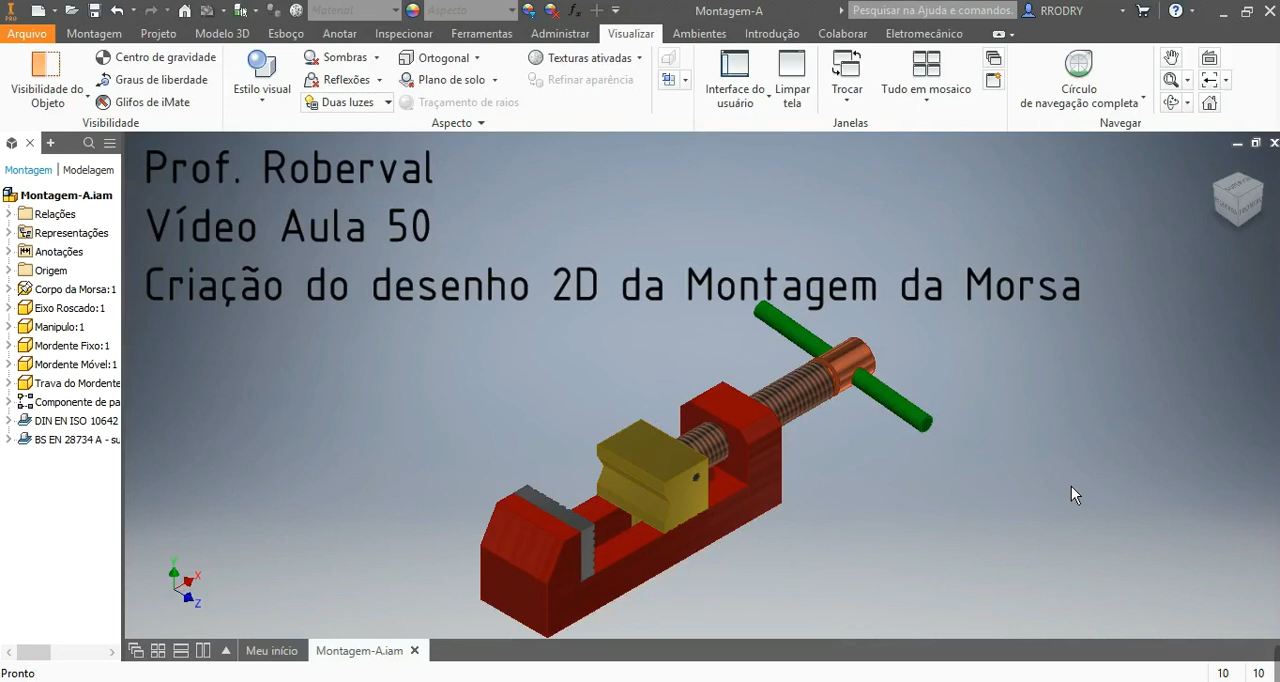 PRO
Material
Aspecto
fx
Montagem-A
Pesquisar na Ajuda e comandos.
RRODRY
Arquivo Montagem Projeto Modelo 3D Esboço Anotar Inspecionar Ferramentas Administrar Visualizar Ambientes Introdução Colaborar Eletromecânico
Visibilidade do Objeto
Centro de gravidade
Graus de liberdade
Glifos de iMate
Visibilidade
Estilo visual
Sombras
Reflexões
Duas luzes
Ortogonal
Plano de solo
Traçamento de raios
Texturas ativadas
Refinar aparência
Aspecto
Interface do usuário
Limpar tela
Trocar
Tudo em mosaico
Janelas
Círculo de navegação completa
Navegar
Montagem | Modelagem
Montagem-A.iam
Relações
Representações
Anotações
Origem
Corpo da Morsa:1
Eixo Roscado:1
Manipulo:1
Mordente Fixo:1
Mordente Móvel:1
Trava do Mordente
Componente de pa
DIN EN ISO 10642
BS EN 28734 A - su
Prof. Roberval
Vídeo Aula 50
Criação do desenho 2D da Montagem da Morsa
Y
X
Z
Meu início
Montagem-A.iam
Pronto
10 10